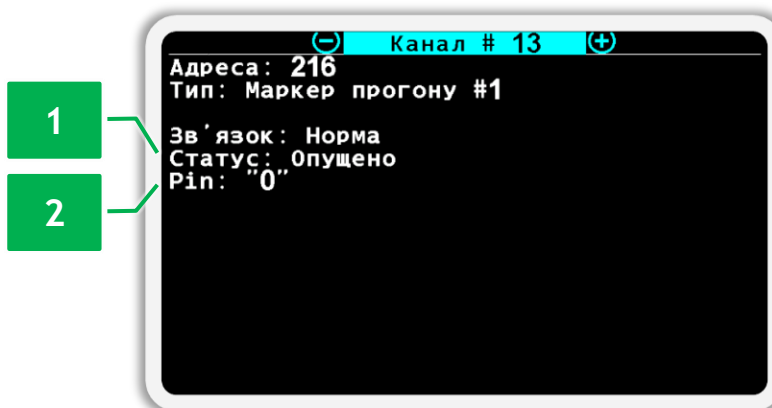 Канал # 13
Адреса: 216
Тип: Маркер прогону #1
Зв'язок: Норма
Статус: Опущено
Pin: "0"
1
2